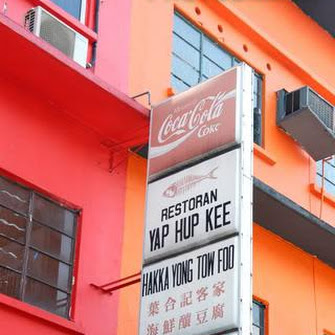 Coca-Cola
Coke
RESTORAN
YAP HUP KEE
HAKKA YONG TOW FOO
葉合記客家
海鮮釀豆腐